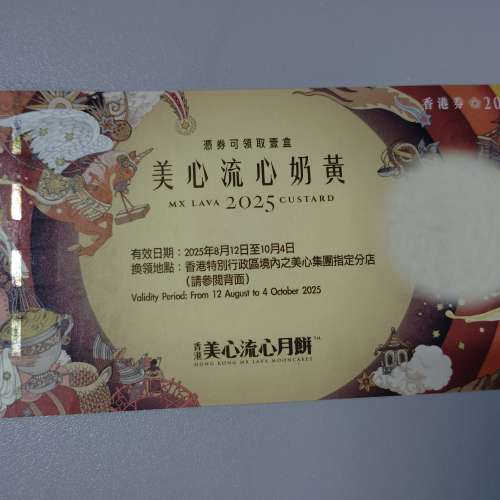 香港券 20
憑券可領取壹盒
美心流心奶黃
MX LAVA 2025 CUSTARD
有效日期：2025年8月12日至10月4日
換領地點：香港特別行政區境內之美心集團指定分店
（請參閱背面）
Validity Period: From 12 August to 4 October 2025
香港 美心流心月餅™
HONG KONG MX LAVA MOONCAKES